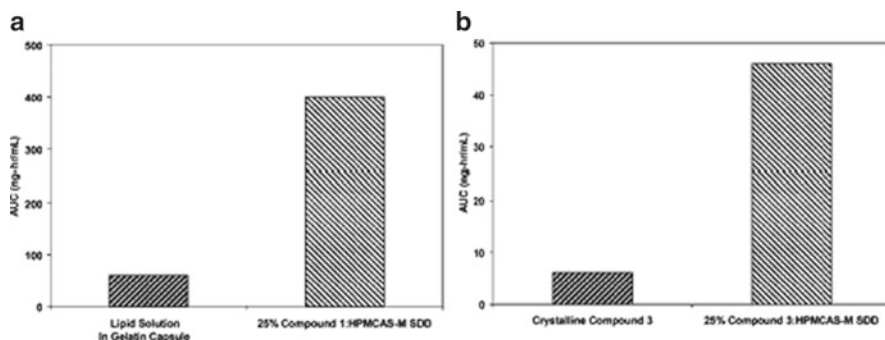 a
500
400
300
200
100
0
AUC (ng-hr/mL)
Lipid Solution
In Gelatin Capsule
25% Compound 1:HPMCAS-M SDD
b
50
40
30
20
10
0
AUC (ng-hr/mL)
Crystalline Compound 3
25% Compound 3:HPMCAS-M SDD